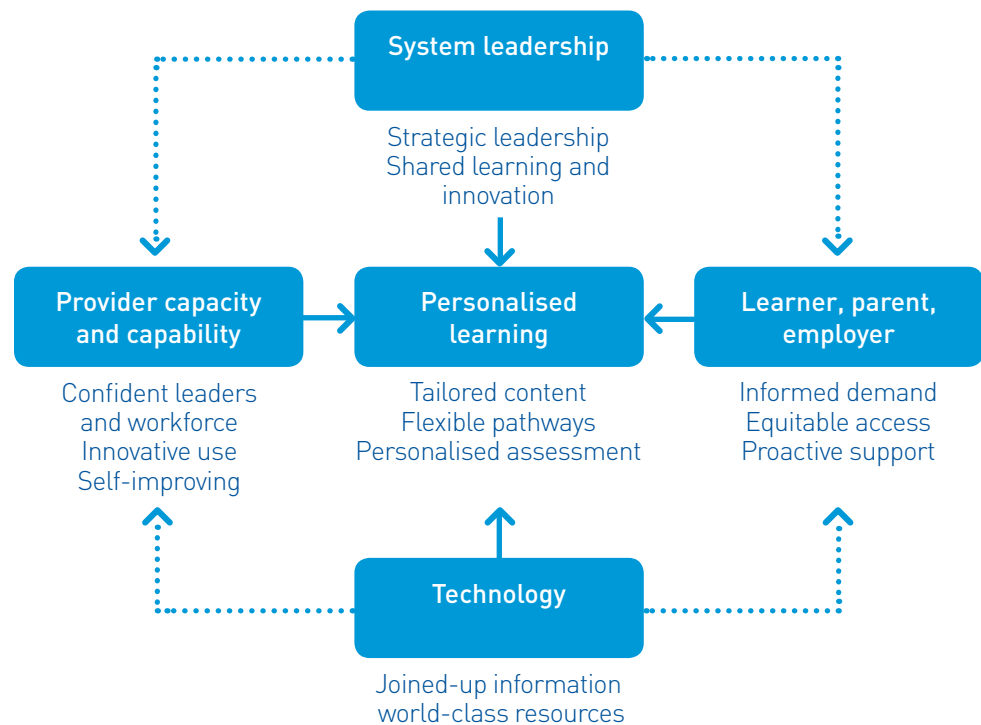 System leadership
Strategic leadership
Shared learning and
innovation
Provider capacity
and capability
Confident leaders
and workforce
Innovative use
Self-improving
Personalised
learning
Tailored content
Flexible pathways
Personalised assessment
Learner, parent,
employer
Informed demand
Equitable access
Proactive support
Technology
Joined-up information
world-class resources